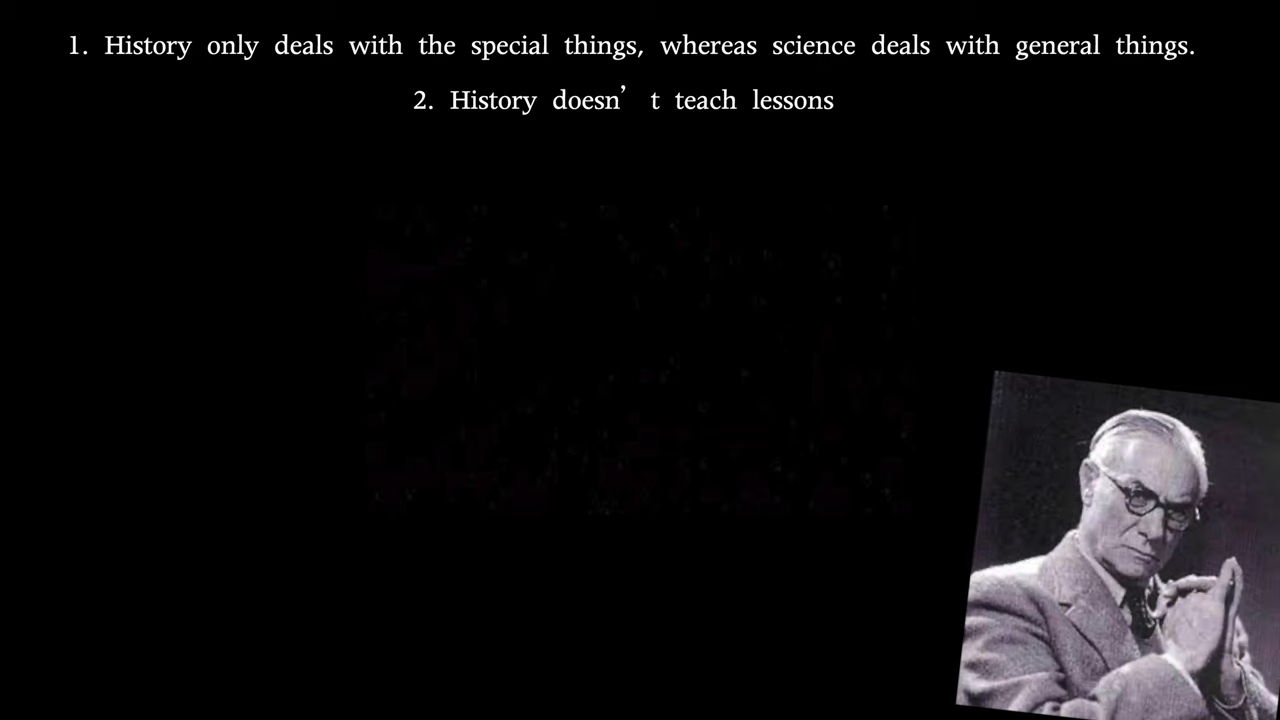 1. History only deals with the special things, whereas science deals with general things.
2. History doesn’ t teach lessons